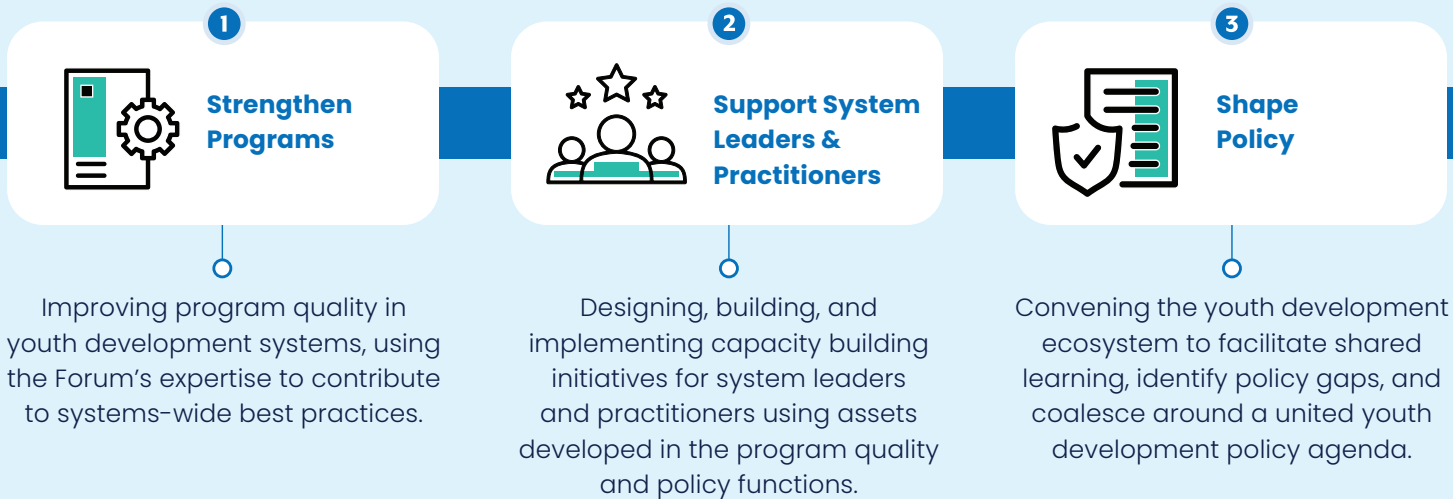 1
Strengthen
Programs
Improving program quality in
youth development systems, using
the Forum's expertise to contribute
to systems-wide best practices.
2
Support System
Leaders &
Practitioners
Designing, building, and
implementing capacity building
initiatives for system leaders
and practitioners using assets
developed in the program quality
and policy functions.
3
Shape
Policy
Convening the youth development
ecosystem to facilitate shared
learning, identify policy gaps, and
coalesce around a united youth
development policy agenda.